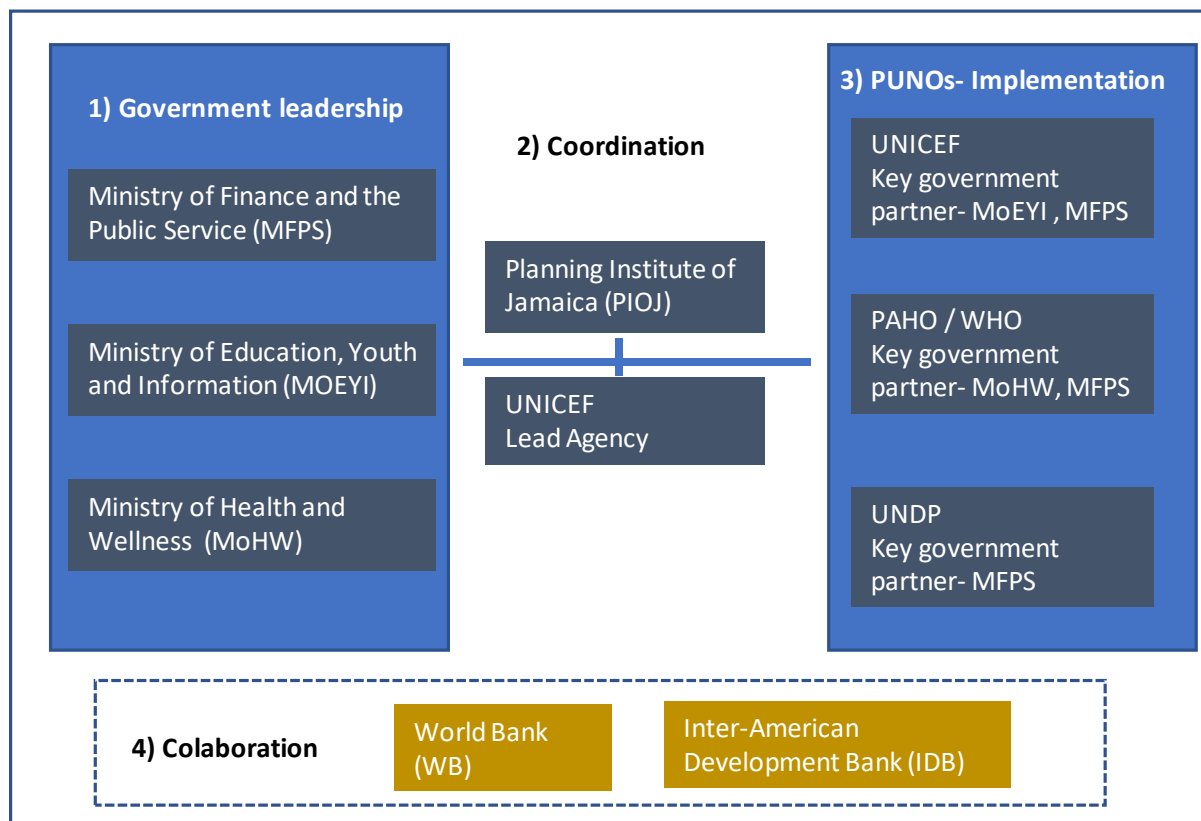 1) Government leadership
Ministry of Finance and the
Public Service (MFPS)
Ministry of Education, Youth
and Information (MOEYI)
Ministry of Health and
Wellness (MoHW)
2) Coordination
Planning Institute of
Jamaica (PIOJ)
UNICEF
Lead Agency
3) PUNOs- Implementation
UNICEF
Key government
partner- MoEYI , MFPS
PAHO / WHO
Key government
partner- MoHW, MFPS
UNDP
Key government
partner- MFPS
4) Colaboration
World Bank
(WB)
Inter-American
Development Bank (IDB)